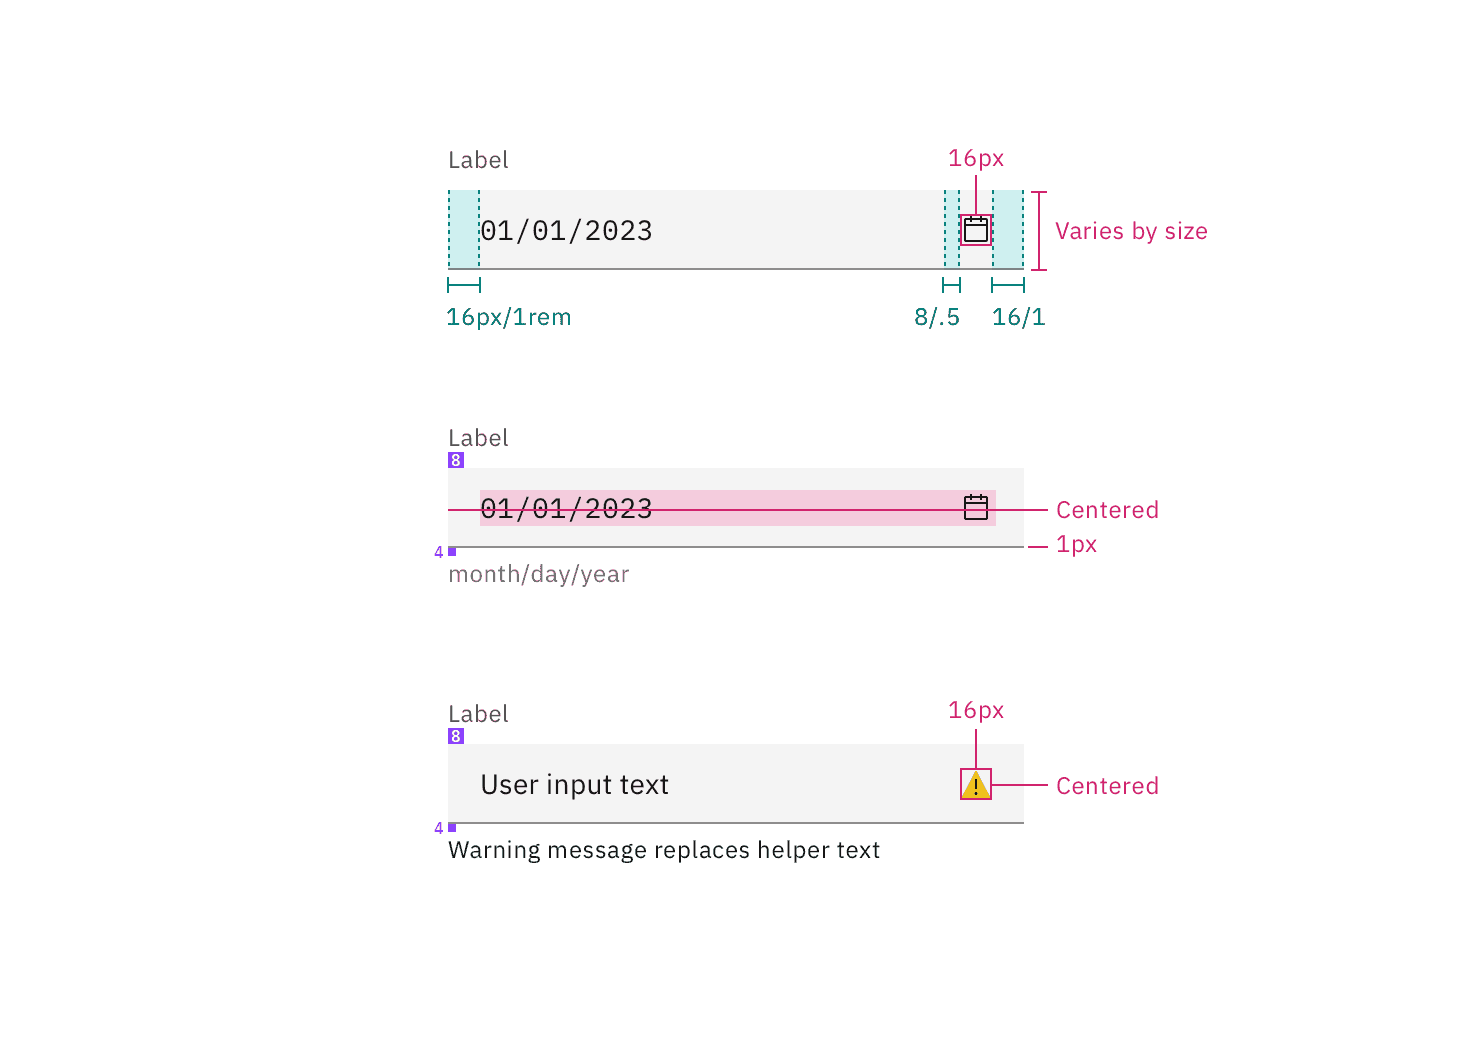 Label
16px
01/01/2023
Varies by size
16px/1rem
8/.5
16/1
Label
8
01/01/2023
Centered
1px
4
month/day/year
Label
16px
8
User input text
Centered
4
Warning message replaces helper text